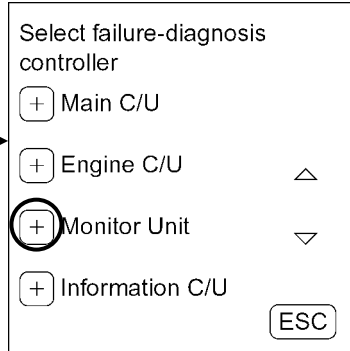 Select failure-diagnosis
controller
+ Main C/U
+ Engine C/U
+ Monitor Unit
+ Information C/U
ESC